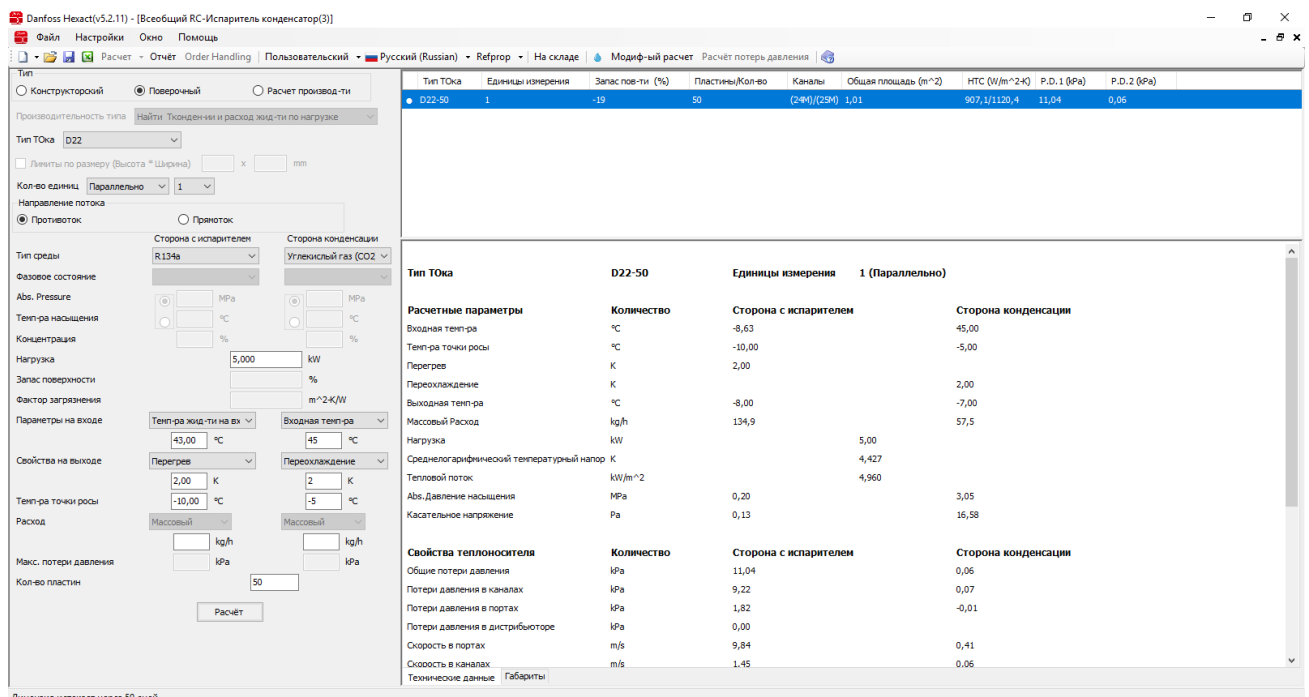 Danfoss Hexact(v5.2.11) - [Всеобщий RC-Испаритель конденсатор(3)]
Файл Настройки Окно Помощь
Расчет Отчёт Order Handling Пользовательский Русский (Russian) Refprop На складе Модиф-ый расчет Расчёт потерь давления
Тип
Конструкторский Поверочный Расчет производ-ти
Производительность типа Найти Тконден-ии и расход жид-ти по нагрузке
Тип ТОка D22
Лимиты по размеру (Высота * Ширина) x mm
Кол-во единиц Параллельно 1
Направление потока
Противоток Прямоток
Сторона с испарителем Сторона конденсации
Тип среды R134a Углекислый газ (CO2
Фазовое состояние
Abs. Pressure MPa MPa
Темп-ра насыщения ºC ºC
Концентрация % %
Нагрузка 5,000 kW
Запас поверхности %
Фактор загрязнения m^2-K/W
Параметры на входе Темп-ра жид-ти на вх Входная темп-ра
43,00 ºC 45 ºC
Свойства на выходе Перегрев Переохлаждение
2,00 K 2 K
Темп-ра точки росы -10,00 ºC -5 ºC
Расход Массовый Массовый
kg/h kg/h
Макс. потери давления kPa kPa
Кол-во пластин 50
Расчёт
Тип ТОка Единицы измерения Запас пов-ти (%) Пластины/Кол-во Каналы Общая площадь (m^2) HTC (W/m^2-K) P.D.1 (kPa) P.D.2 (kPa)
D22-50 1 -19 50 (24M)/(25M) 1,01 907,1/1120,4 11,04 0,06
Тип ТОка D22-50 Единицы измерения 1 (Параллельно)
Расчетные параметры Количество Сторона с испарителем Сторона конденсации
Входная темп-ра ºC -8,63 45,00
Темп-ра точки росы ºC -10,00 -5,00
Перегрев K 2,00
Переохлаждение K 2,00
Выходная темп-ра ºC -8,00 -7,00
Массовый Расход kg/h 134,9 57,5
Нагрузка kW 5,00
Среднелогарифмический температурный напор K 4,427
Тепловой поток kW/m^2 4,960
Abs.Давление насыщения MPa 0,20 3,05
Касательное напряжение Pa 0,13 16,58
Свойства теплоносителя Количество Сторона с испарителем Сторона конденсации
Общие потери давления kPa 11,04 0,06
Потери давления в каналах kPa 9,22 0,07
Потери давления в портах kPa 1,82 -0,01
Потери давления в дистрибьюторе kPa 0,00
Скорость в портах m/s 9,84 0,41
Скорость в каналах m/s 1,45 0,06
Технические данные Габариты